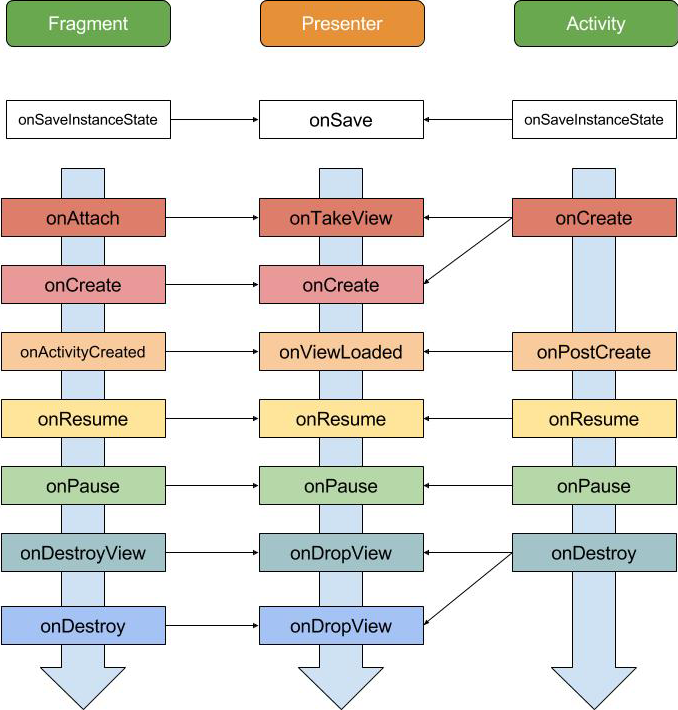 Fragment Presenter Activity
onSaveInstanceState onSave onSaveInstanceState
onAttach onTakeView onCreate
onCreate onCreate
onActivityCreated onViewLoaded onPostCreate
onResume onResume onResume
onPause onPause onPause
onDestroyView onDropView onDestroy
onDestroy onDropView